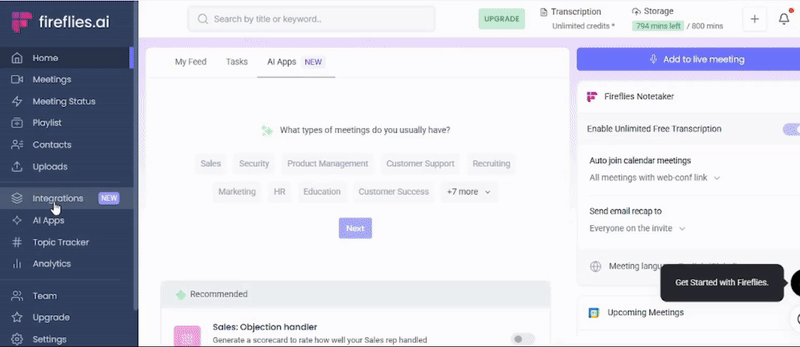 fireflies.ai
Home
Meetings
Meeting Status
Playlist
Contacts
Uploads
Integrations NEW
AI Apps
Topic Tracker
Analytics
Team
Upgrade
Settings
Search by title or keyword..
UPGRADE
Transcription
Unlimited credits *
Storage
794 mins left / 800 mins
My Feed Tasks AI Apps NEW
What types of meetings do you usually have?
Sales Security Product Management Customer Support Recruiting
Marketing HR Education Customer Success +7 more
Next
Recommended
Sales: Objection handler
Generate a scorecard to rate how well your Sales rep handled
Add to live meeting
Fireflies Notetaker
Enable Unlimited Free Transcription
Auto join calendar meetings
All meetings with web-conf link
Send email recap to
Everyone on the invite
Get Started with Fireflies.
Upcoming Meetings